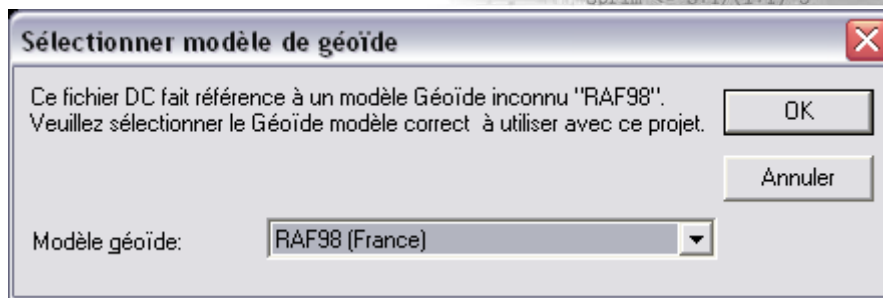 Sélectionner modèle de géoïde
Ce fichier DC fait référence à un modèle Géoïde inconnu "RAF98".
Veuillez sélectionner le Géoïde modèle correct à utiliser avec ce projet.
OK
Annuler
Modèle géoïde:
RAF98 (France)